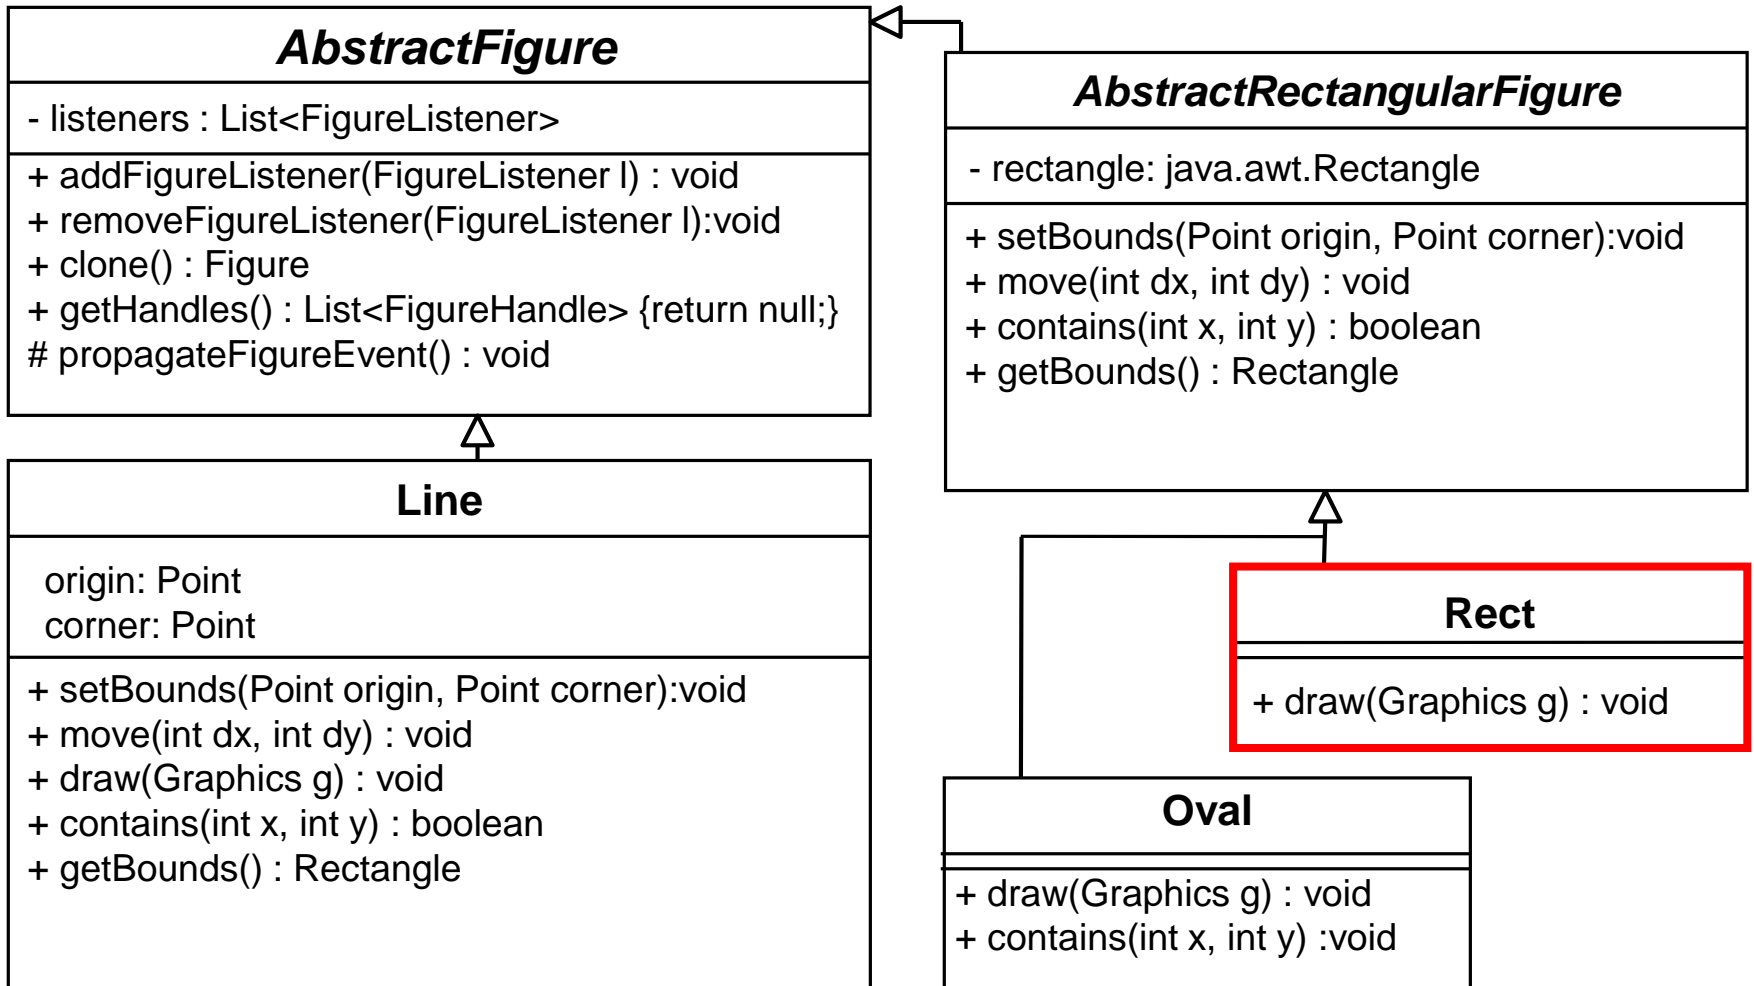 AbstractFigure
- listeners : List<FigureListener>
+ addFigureListener(FigureListener l) : void
+ removeFigureListener(FigureListener l):void
+ clone() : Figure
+ getHandles() : List<FigureHandle> {return null;}
# propagateFigureEvent() : void
AbstractRectangularFigure
- rectangle: java.awt.Rectangle
+ setBounds(Point origin, Point corner):void
+ move(int dx, int dy) : void
+ contains(int x, int y) : boolean
+ getBounds() : Rectangle
Line
origin: Point
corner: Point
+ setBounds(Point origin, Point corner):void
+ move(int dx, int dy) : void
+ draw(Graphics g) : void
+ contains(int x, int y) : boolean
+ getBounds() : Rectangle
Rect
+ draw(Graphics g) : void
Oval
+ draw(Graphics g) : void
+ contains(int x, int y) :void